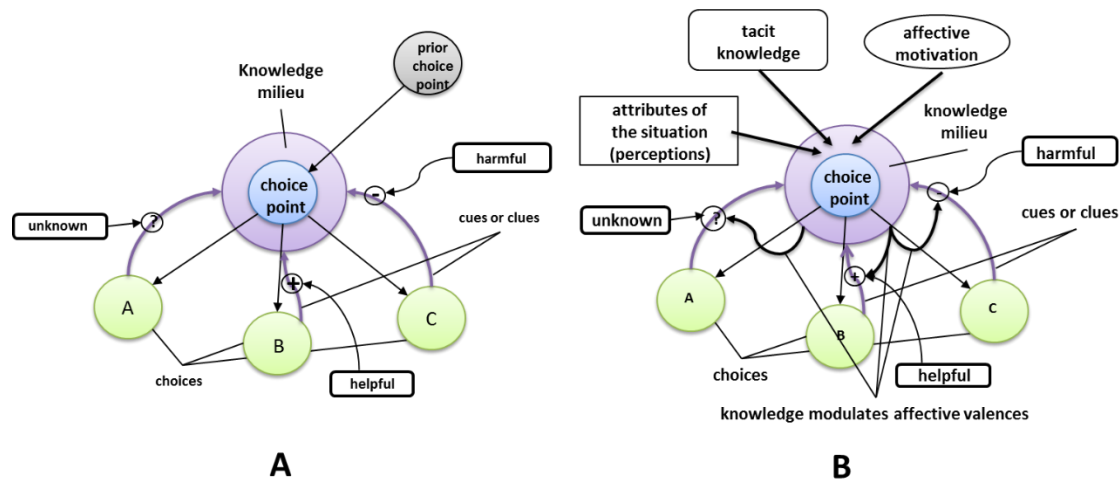 prior
choice
point
Knowledge
milieu
harmful
-
choice
point
cues or clues
unknown
?
+
A
B
C
choices
helpful
A
tacit
knowledge
affective
motivation
attributes of
the situation
(perceptions)
knowledge
milieu
harmful
-
choice
point
cues or clues
unknown
?
+
A
B
C
choices
helpful
knowledge modulates affective valences
B